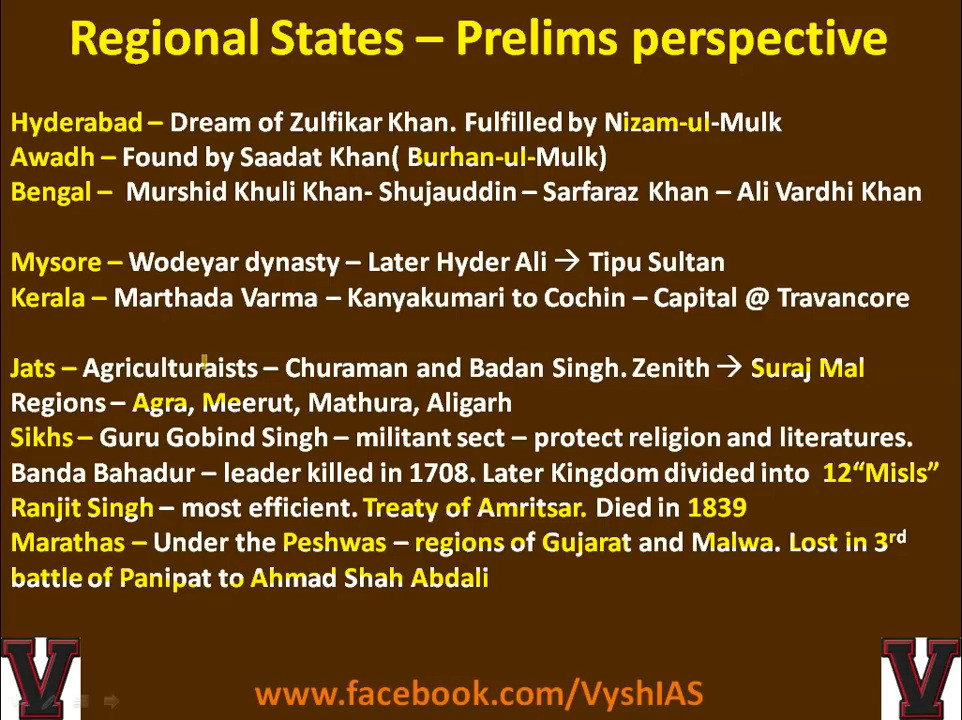 Regional States – Prelims perspective
Hyderabad – Dream of Zulfikar Khan. Fulfilled by Nizam-ul-Mulk
Awadh – Found by Saadat Khan( Burhan-ul-Mulk)
Bengal – Murshid Khuli Khan- Shujauddin – Sarfaraz Khan – Ali Vardhi Khan
Mysore – Wodeyar dynasty – Later Hyder Ali → Tipu Sultan
Kerala – Marthada Varma – Kanyakumari to Cochin – Capital @ Travancore
Jats – Agriculturaists – Churaman and Badan Singh. Zenith → Suraj Mal
Regions – Agra, Meerut, Mathura, Aligarh
Sikhs – Guru Gobind Singh – militant sect – protect religion and literatures.
Banda Bahadur – leader killed in 1708. Later Kingdom divided into 12“Misls”
Ranjit Singh – most efficient. Treaty of Amritsar. Died in 1839
Marathas – Under the Peshwas – regions of Gujarat and Malwa. Lost in 3rd
battle of Panipat to Ahmad Shah Abdali
V V
www.facebook.com/VyshIAS